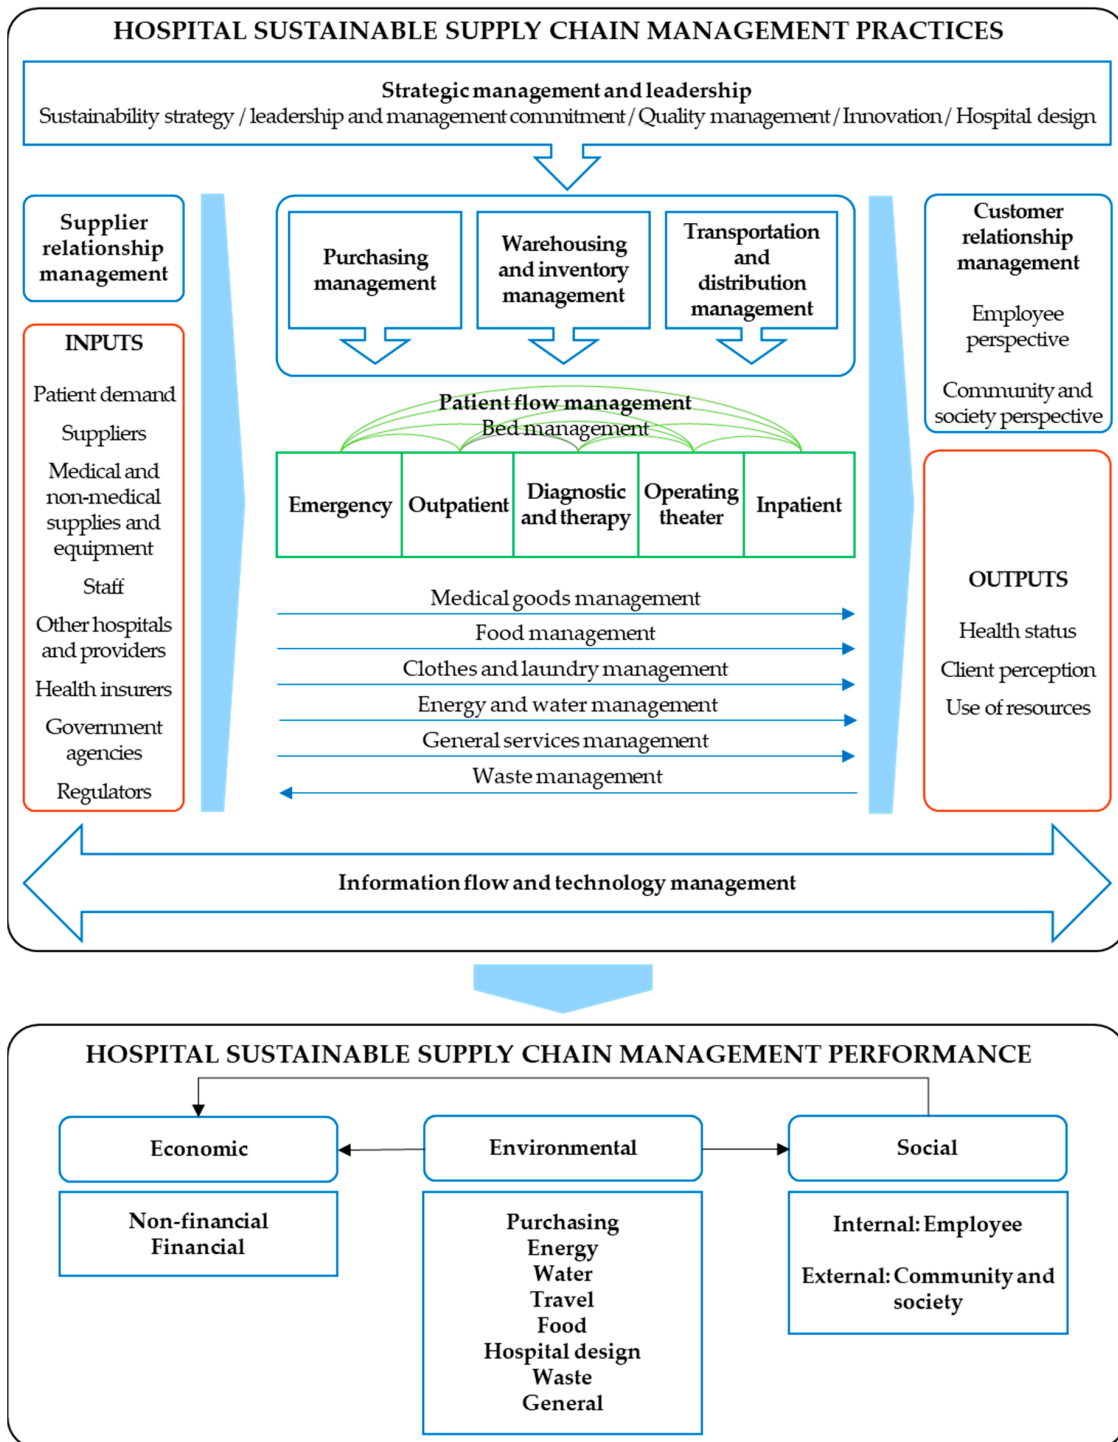 HOSPITAL SUSTAINABLE SUPPLY CHAIN MANAGEMENT PRACTICES
Strategic management and leadership
Sustainability strategy / leadership and management commitment / Quality management / Innovation / Hospital design
Supplier
relationship
management
INPUTS
Patient demand
Suppliers
Medical and
non-medical
supplies and
equipment
Staff
Other hospitals
and providers
Health insurers
Government
agencies
Regulators
Purchasing
management
Warehousing
and inventory
management
Transportation
and
distribution
management
Patient flow management
Bed management
Emergency
Outpatient
Diagnostic
and therapy
Operating
theater
Inpatient
Medical goods management
Food management
Clothes and laundry management
Energy and water management
General services management
Waste management
Customer
relationship
management
Employee
perspective
Community and
society perspective
OUTPUTS
Health status
Client perception
Use of resources
Information flow and technology management
HOSPITAL SUSTAINABLE SUPPLY CHAIN MANAGEMENT PERFORMANCE
Economic
Non-financial
Financial
Environmental
Purchasing
Energy
Water
Travel
Food
Hospital design
Waste
General
Social
Internal: Employee
External: Community and
society